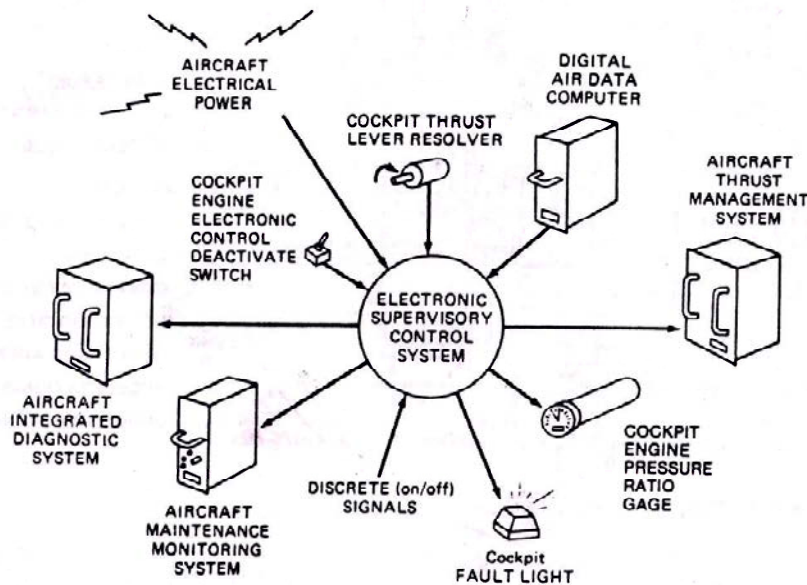 AIRCRAFT
ELECTRICAL
POWER
DIGITAL
AIR DATA
COMPUTER
COCKPIT THRUST
LEVER RESOLVER
AIRCRAFT
THRUST
MANAGEMENT
SYSTEM
COCKPIT
ENGINE
ELECTRONIC
CONTROL
DEACTIVATE
SWITCH
ELECTRONIC
SUPERVISORY
CONTROL
SYSTEM
AIRCRAFT
INTEGRATED
DIAGNOSTIC
SYSTEM
AIRCRAFT
MAINTENANCE
MONITORING
SYSTEM
DISCRETE (on/off)
SIGNALS
Cockpit
FAULT LIGHT
COCKPIT
ENGINE
PRESSURE
RATIO
GAGE